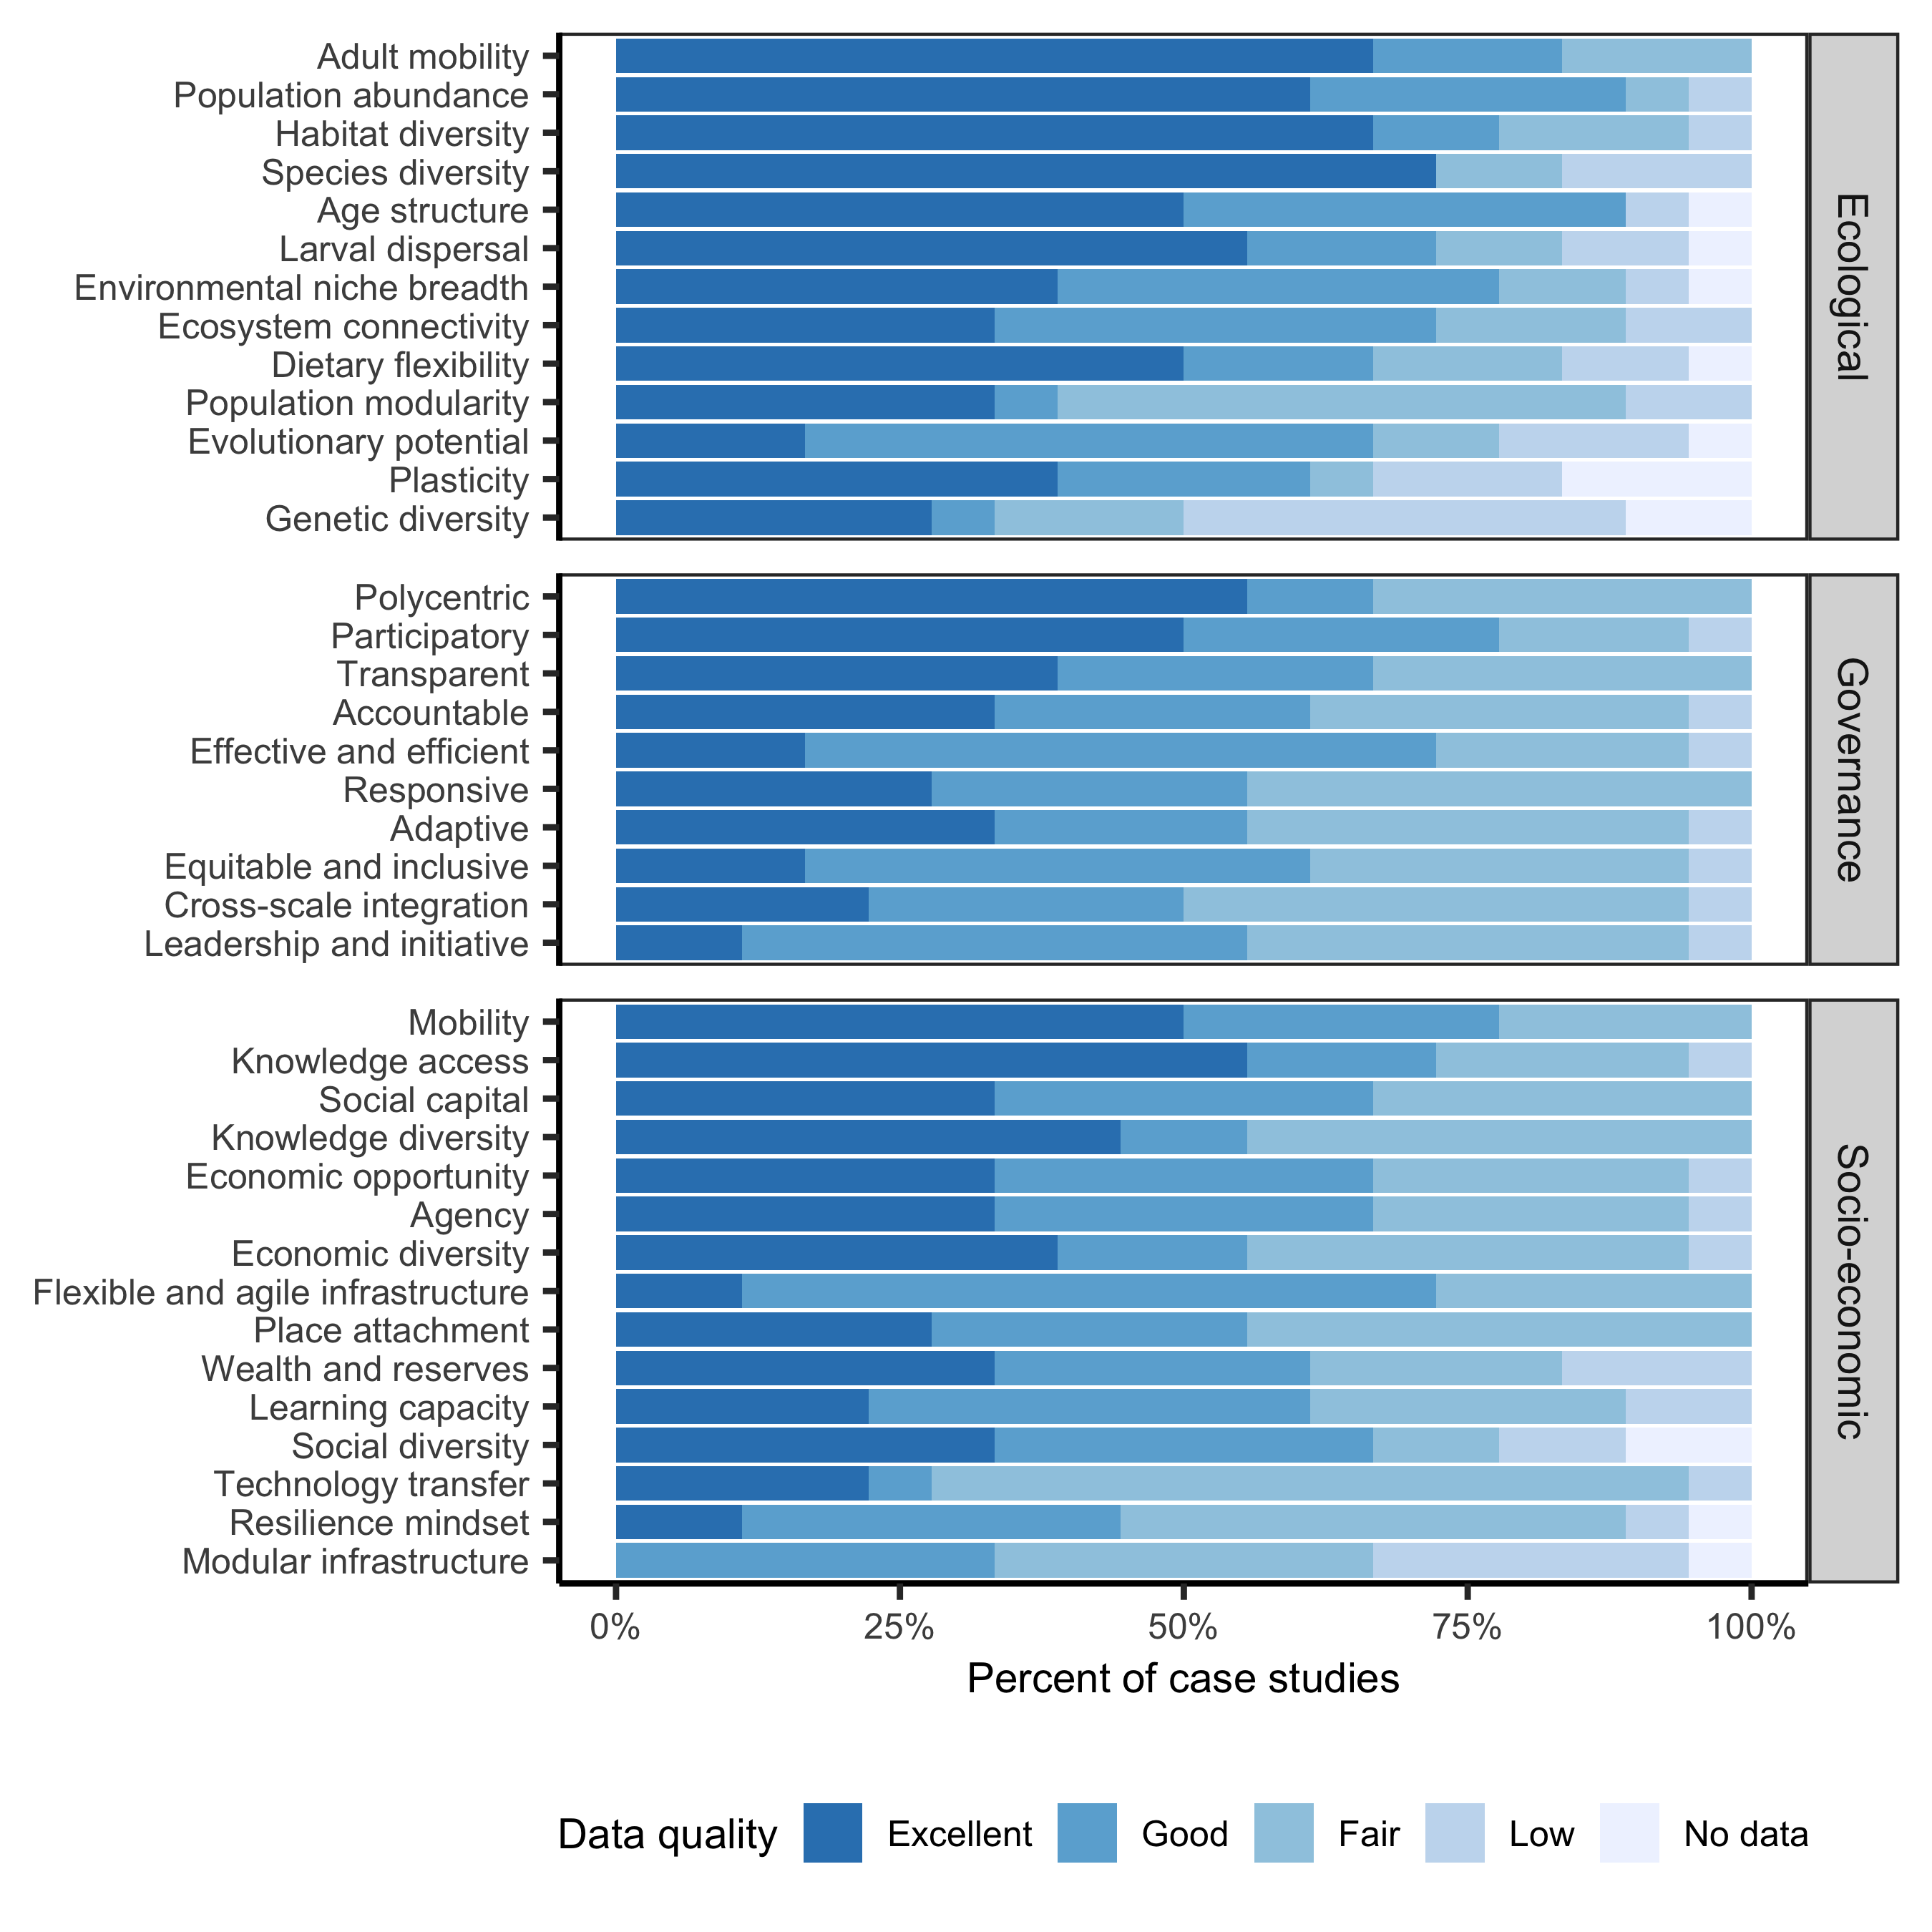 Adult mobility
Population abundance
Habitat diversity
Species diversity
Age structure
Larval dispersal
Environmental niche breadth
Ecosystem connectivity
Dietary flexibility
Population modularity
Evolutionary potential
Plasticity
Genetic diversity
Ecological
Polycentric
Participatory
Transparent
Accountable
Effective and efficient
Responsive
Adaptive
Equitable and inclusive
Cross-scale integration
Leadership and initiative
Governance
Mobility
Knowledge access
Social capital
Knowledge diversity
Economic opportunity
Agency
Economic diversity
Flexible and agile infrastructure
Place attachment
Wealth and reserves
Learning capacity
Social diversity
Technology transfer
Resilience mindset
Modular infrastructure
Socio-economic
0% 25% 50% 75% 100%
Percent of case studies
Data quality Excellent Good Fair Low No data